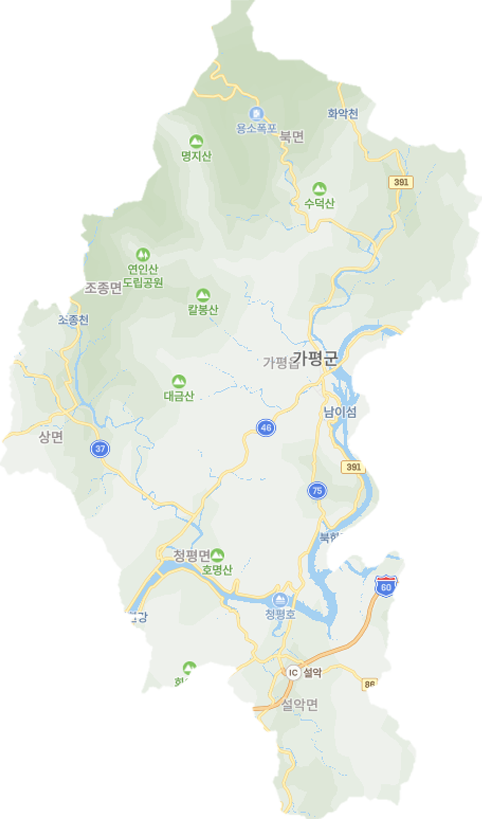 화악천
용소폭포
북면
명지산
391
수덕산
연인산
도립공원
조종면
칼봉산
조종천
가평읍
가평군
대금산
남이섬
46
상면
37
391
75
청평면
호명산
60
청평호
IC 설악
86
설악면